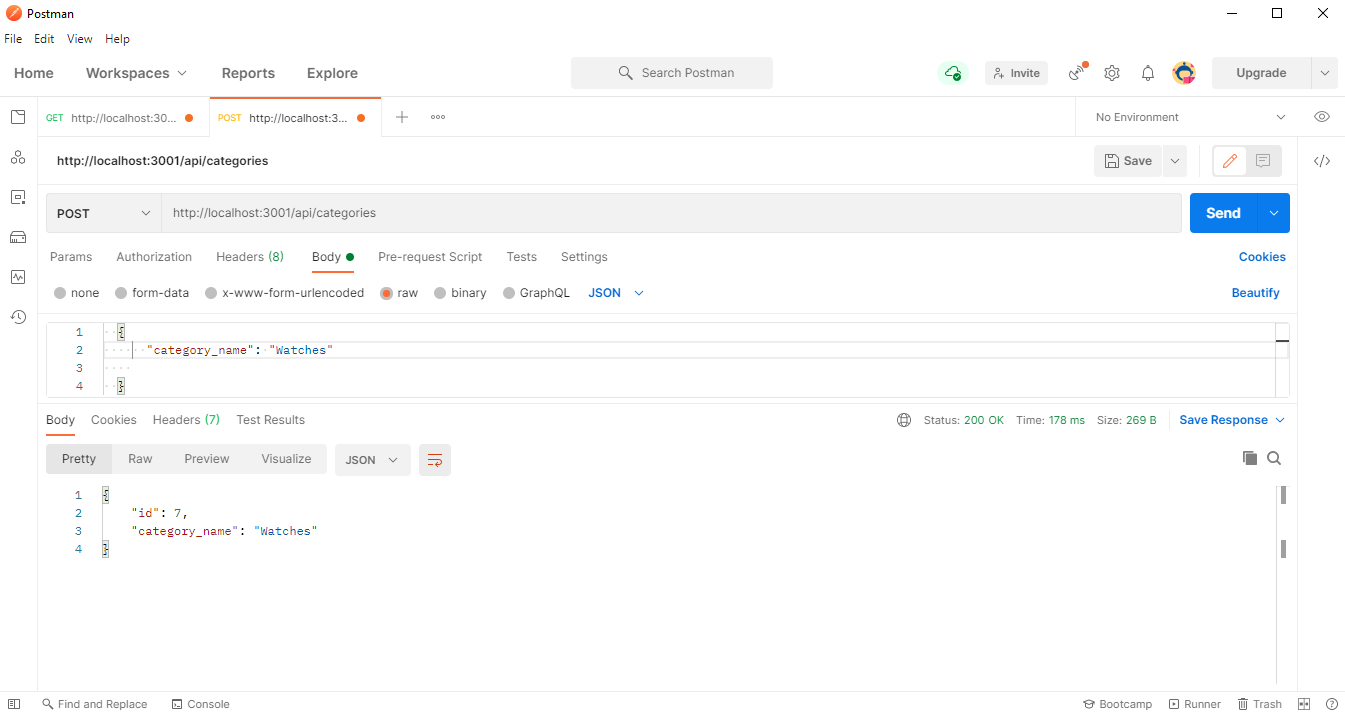 Postman
File Edit View Help
Home Workspaces Reports Explore Search Postman Invite Upgrade
GET http://localhost:30... POST http://localhost:3... No Environment
http://localhost:3001/api/categories Save
POST http://localhost:3001/api/categories Send
Params Authorization Headers (8) Body Pre-request Script Tests Settings Cookies
none form-data x-www-form-urlencoded raw binary GraphQL JSON Beautify
1 {
2 "category_name": "Watches"
3
4 }
Body Cookies Headers (7) Test Results Status: 200 OK Time: 178 ms Size: 269 B Save Response
Pretty Raw Preview Visualize JSON
1 {
2 "id": 7,
3 "category_name": "Watches"
4 }
Find and Replace Console Bootcamp Runner Trash